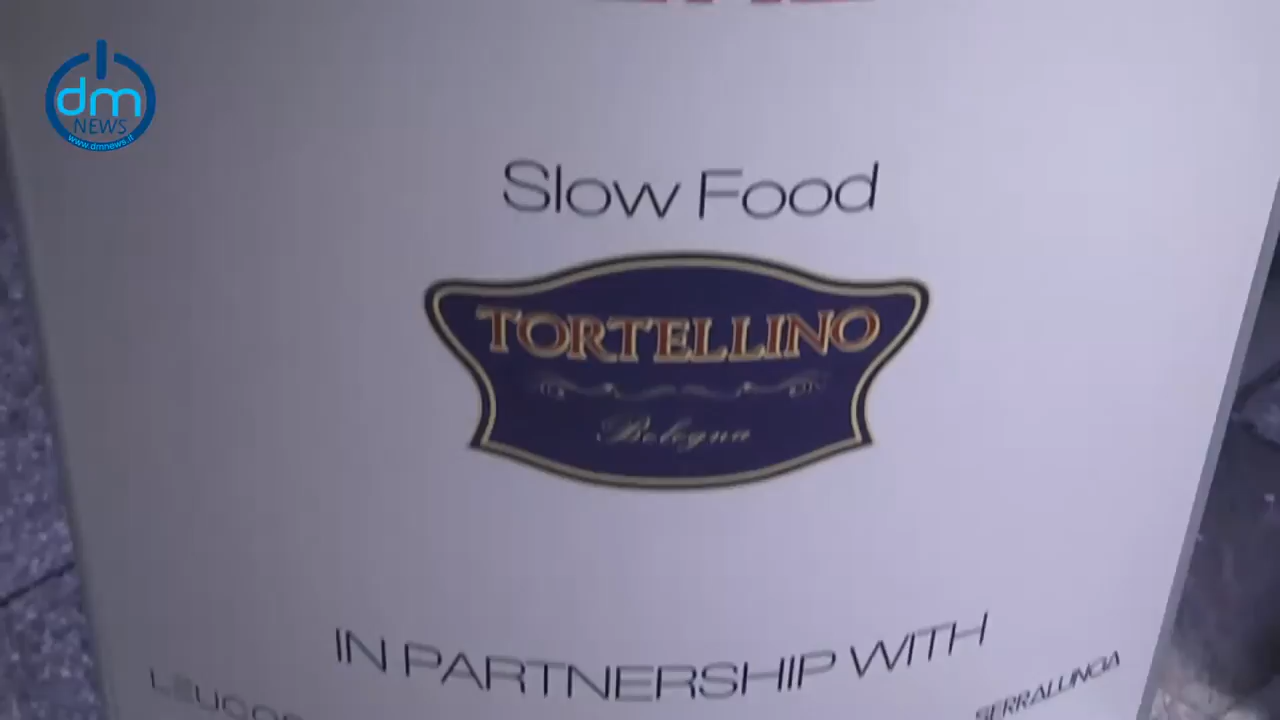 dm
NEWS
www.dmnews.it
Slow Food
TORTELLINO
Bologna
IN PARTNERSHIP WITH
SERRALUNGA